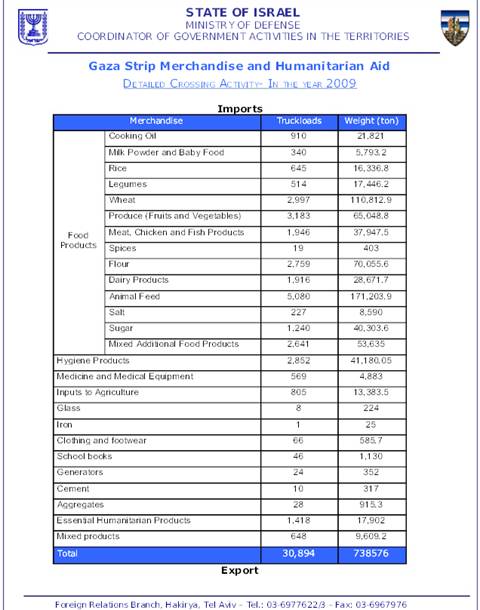 STATE OF ISRAEL
MINISTRY OF DEFENSE
COORDINATOR OF GOVERNMENT ACTIVITIES IN THE TERRITORIES
Gaza Strip Merchandise and Humanitarian Aid
DETAILED CROSSING ACTIVITY- IN THE YEAR 2009
Imports
Merchandise Truckloads Weight (ton)
Food Products
Cooking Oil 910 21,821
Milk Powder and Baby Food 340 5,793.2
Rice 645 16,336.8
Legumes 514 17,446.2
Wheat 2,997 110,812.9
Produce (Fruits and Vegetables) 3,183 65,048.8
Meat, Chicken and Fish Products 1,946 37,947.5
Spices 19 403
Flour 2,759 70,055.6
Dairy Products 1,916 28,671.7
Animal Feed 5,080 171,203.9
Salt 227 8,590
Sugar 1,240 40,303.6
Mixed Additional Food Products 2,641 53,635
Hygiene Products 2,852 41,180.05
Medicine and Medical Equipment 569 4,883
Inputs to Agriculture 805 13,383.5
Glass 8 224
Iron 1 25
Clothing and footwear 66 585.7
School books 46 1,130
Generators 24 352
Cement 10 317
Aggregates 28 915.3
Essential Humanitarian Products 1,418 17,902
Mixed products 648 9,609.2
Total 30,894 738576
Export
Foreign Relations Branch, Hakirya, Tel Aviv – Tel.: 03-6977622/3 - Fax: 03-6967976